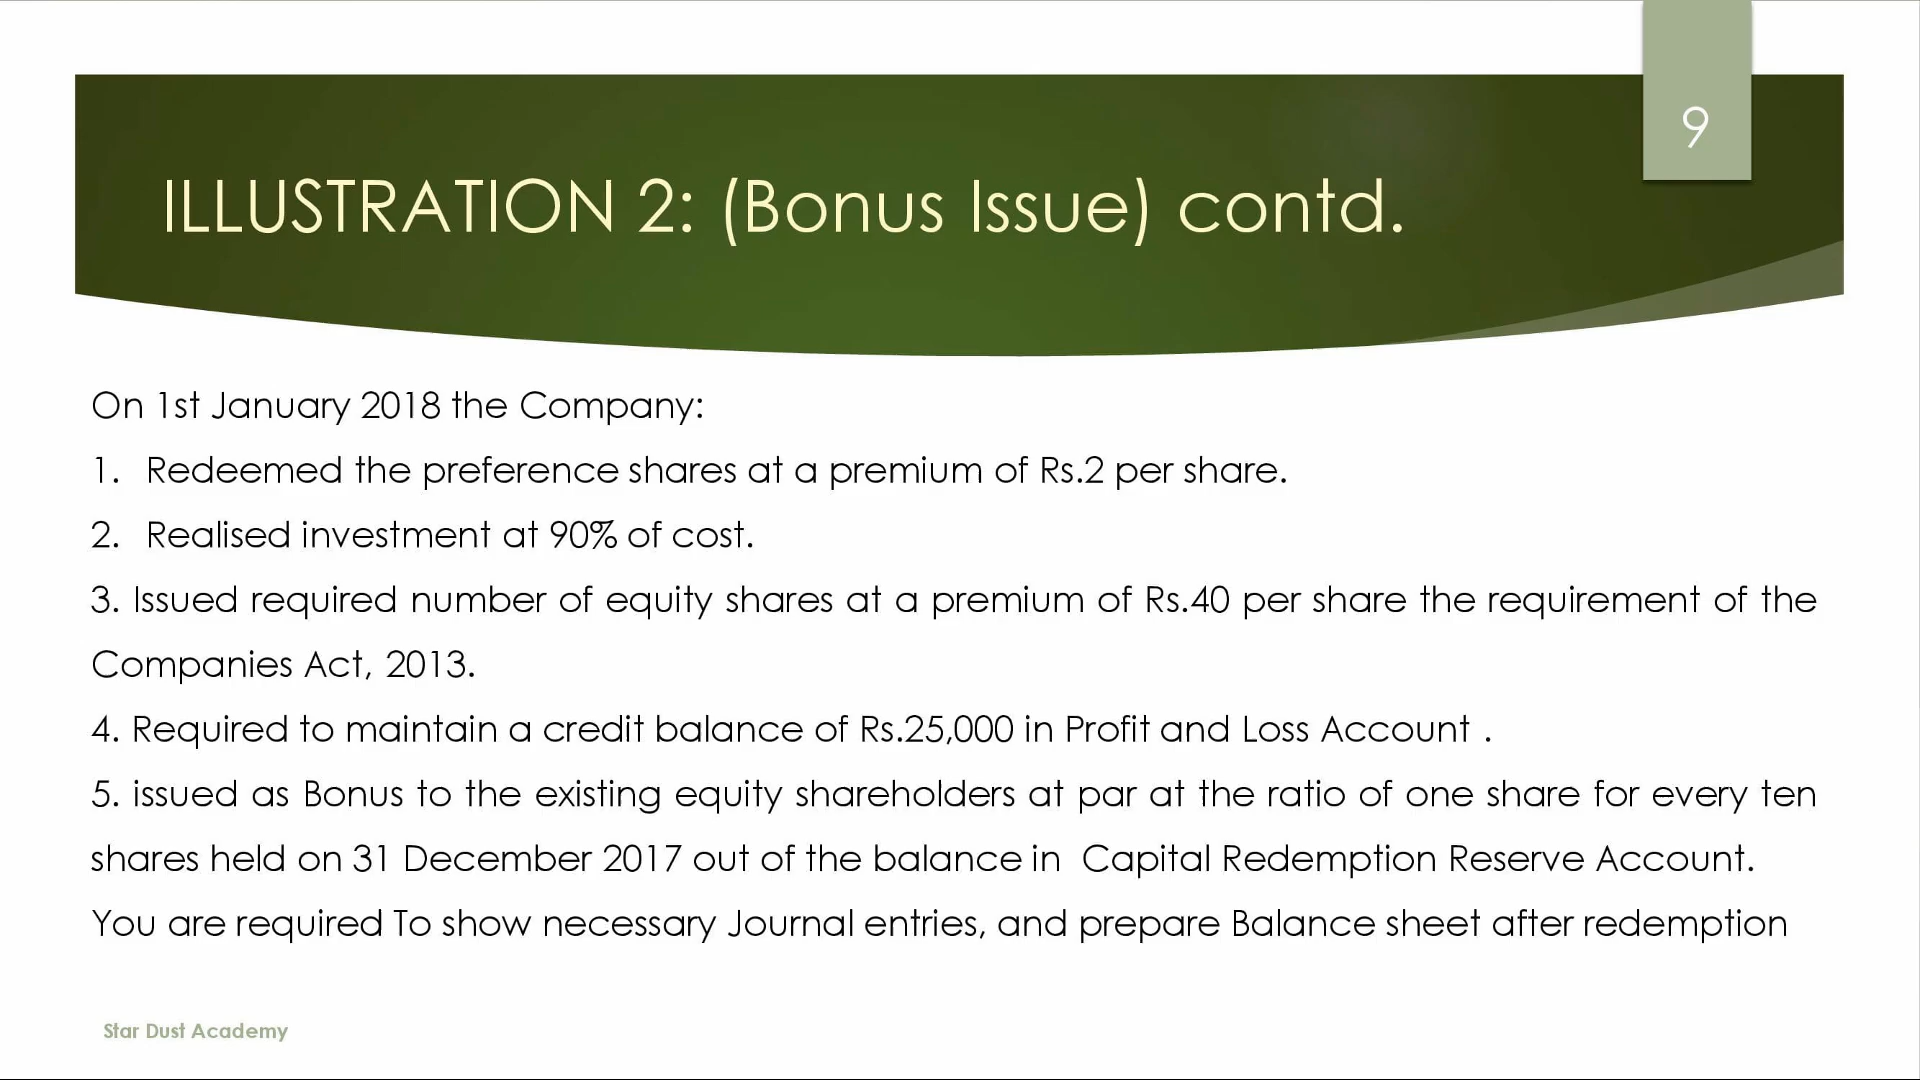 9
ILLUSTRATION 2: (Bonus Issue) contd.
On 1st January 2018 the Company:
1. Redeemed the preference shares at a premium of Rs.2 per share.
2. Realised investment at 90% of cost.
3. Issued required number of equity shares at a premium of Rs.40 per share the requirement of the
Companies Act, 2013.
4. Required to maintain a credit balance of Rs.25,000 in Profit and Loss Account .
5. issued as Bonus to the existing equity shareholders at par at the ratio of one share for every ten
shares held on 31 December 2017 out of the balance in  Capital Redemption Reserve Account.
You are required To show necessary Journal entries, and prepare Balance sheet after redemption
Star Dust Academy